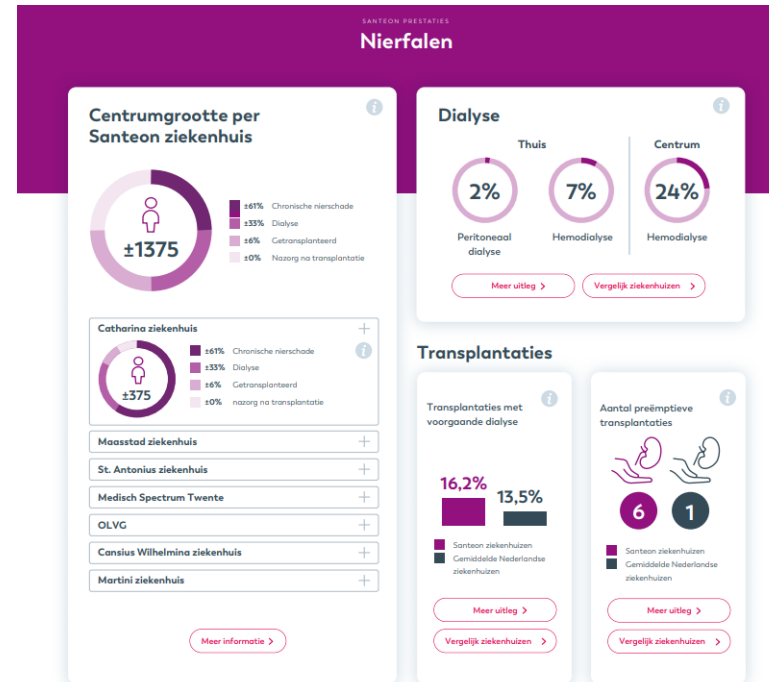 SANTEON PRESTATIES
Nierfalen
Centrumgrootte per
Santeon ziekenhuis
i
±1375
±61% Chronische nierschade
±33% Dialyse
±6% Getransplanteerd
±0% Nazorg na transplantatie
Catharina ziekenhuis
i
±375
±61% Chronische nierschade
±33% Dialyse
±6% Getransplanteerd
±0% nazorg na transplantatie
Maasstad ziekenhuis
St. Antonius ziekenhuis
Medisch Spectrum Twente
OLVG
Cansius Wilhelmina ziekenhuis
Martini ziekenhuis
Meer informatie >
Dialyse
i
Thuis
Centrum
2%
7%
24%
Peritoneaal
dialyse
Hemodialyse
Hemodialyse
Meer uitleg >
Vergelijk ziekenhuizen >
Transplantaties
Transplantaties met
voorgaande dialyse
i
16,2%
13,5%
Santeon ziekenhuizen
Gemiddelde Nederlandse
ziekenhuizen
Meer uitleg >
Vergelijk ziekenhuizen >
Aantal preëmptieve
transplantaties
i
6
1
Santeon ziekenhuizen
Gemiddelde Nederlandse
ziekenhuizen
Meer uitleg >
Vergelijk ziekenhuizen >